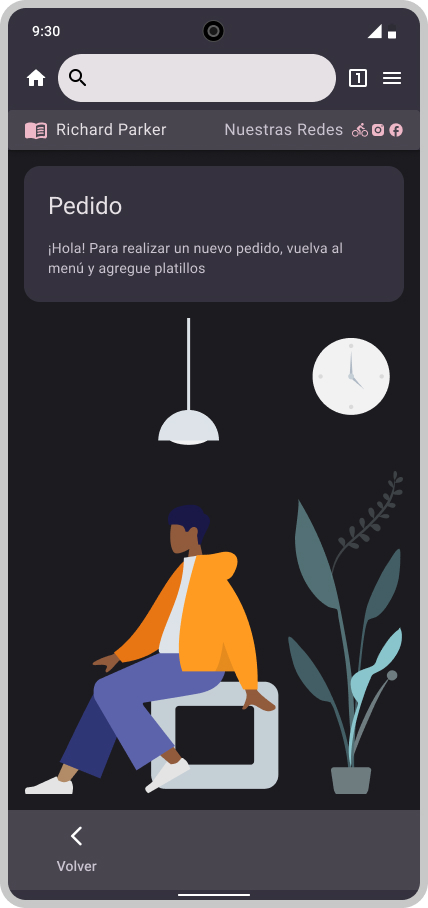 9:30
1
Richard Parker
Nuestras Redes
Pedido
¡Hola! Para realizar un nuevo pedido, vuelva al
menú y agregue platillos
Volver